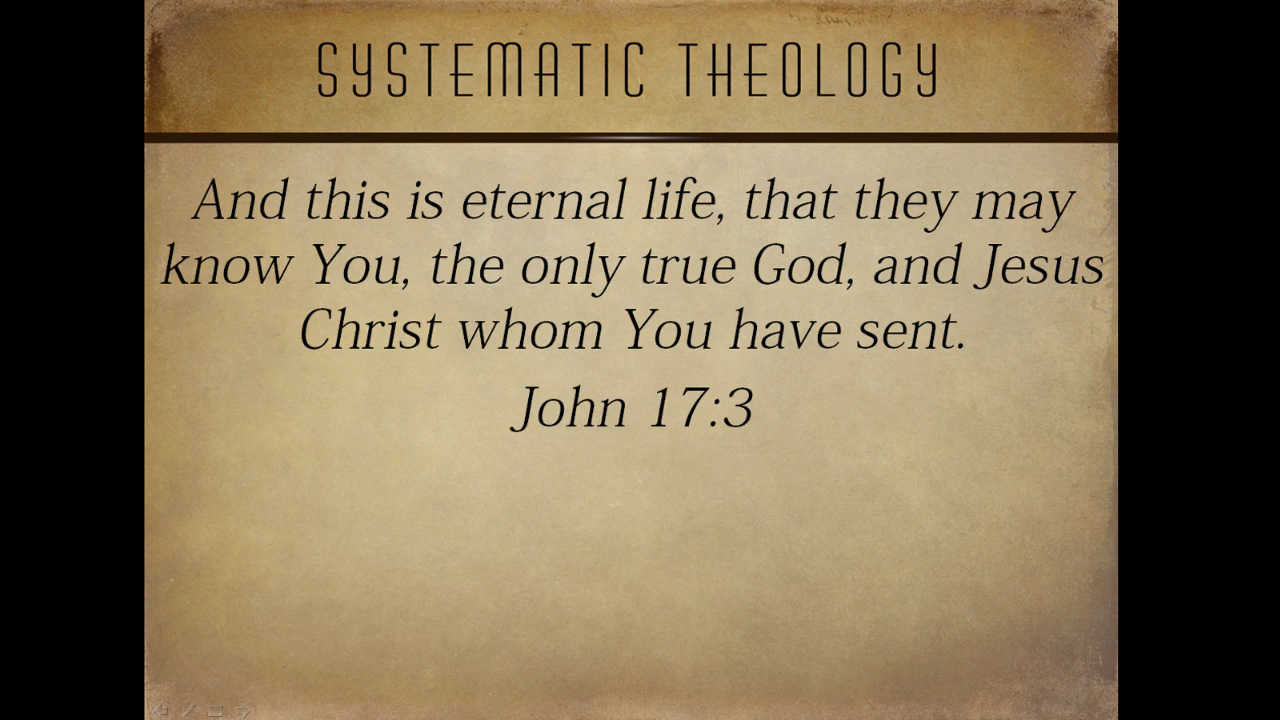 SYSTEMATIC THEOLOGY
And this is eternal life, that they may
know You, the only true God, and Jesus
Christ whom You have sent.
John 17:3